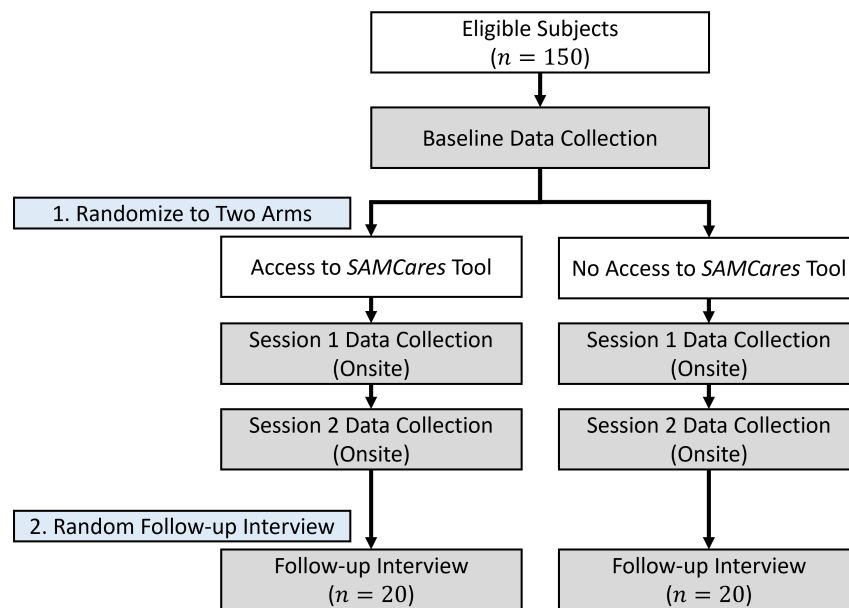 Eligible Subjects
(n = 150)
Baseline Data Collection
1. Randomize to Two Arms
Access to SAMCares Tool
No Access to SAMCares Tool
Session 1 Data Collection
(Onsite)
Session 1 Data Collection
(Onsite)
Session 2 Data Collection
(Onsite)
Session 2 Data Collection
(Onsite)
2. Random Follow-up Interview
Follow-up Interview
(n = 20)
Follow-up Interview
(n = 20)